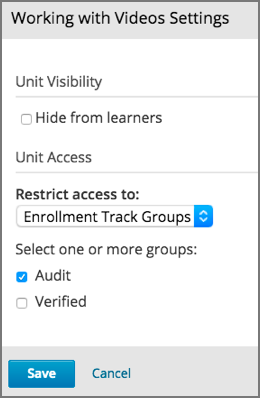 Working with Videos Settings
Unit Visibility
Hide from learners
Unit Access
Restrict access to:
Enrollment Track Groups
Select one or more groups:
Audit
Verified
Save Cancel